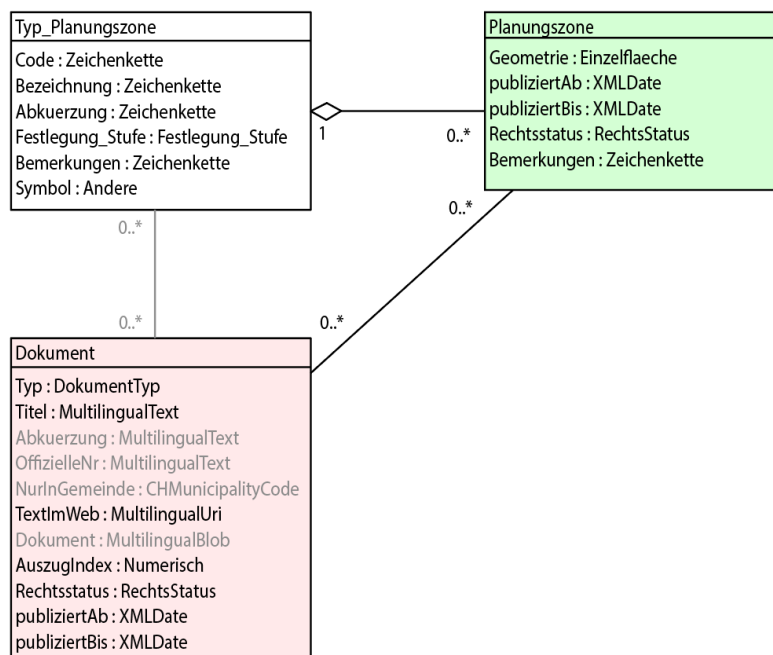 Typ_Planungszone
Code : Zeichenkette
Bezeichnung : Zeichenkette
Abkuerzung : Zeichenkette
Festlegung_Stufe : Festlegung_Stufe
Bemerkungen : Zeichenkette
Symbol : Andere
1
0..*
Planungszone
Geometrie : Einzelflaeche
publiziertAb : XMLDate
publiziertBis : XMLDate
Rechtsstatus : RechtsStatus
Bemerkungen : Zeichenkette
0..*
0..*
0..*
0..*
Dokument
Typ : DokumentTyp
Titel : MultilingualText
Abkuerzung : MultilingualText
OffizielleNr : MultilingualText
NurInGemeinde : CHMunicipalityCode
TextImWeb : MultilingualUri
Dokument : MultilingualBlob
AuszugIndex : Numerisch
Rechtsstatus : RechtsStatus
publiziertAb : XMLDate
publiziertBis : XMLDate